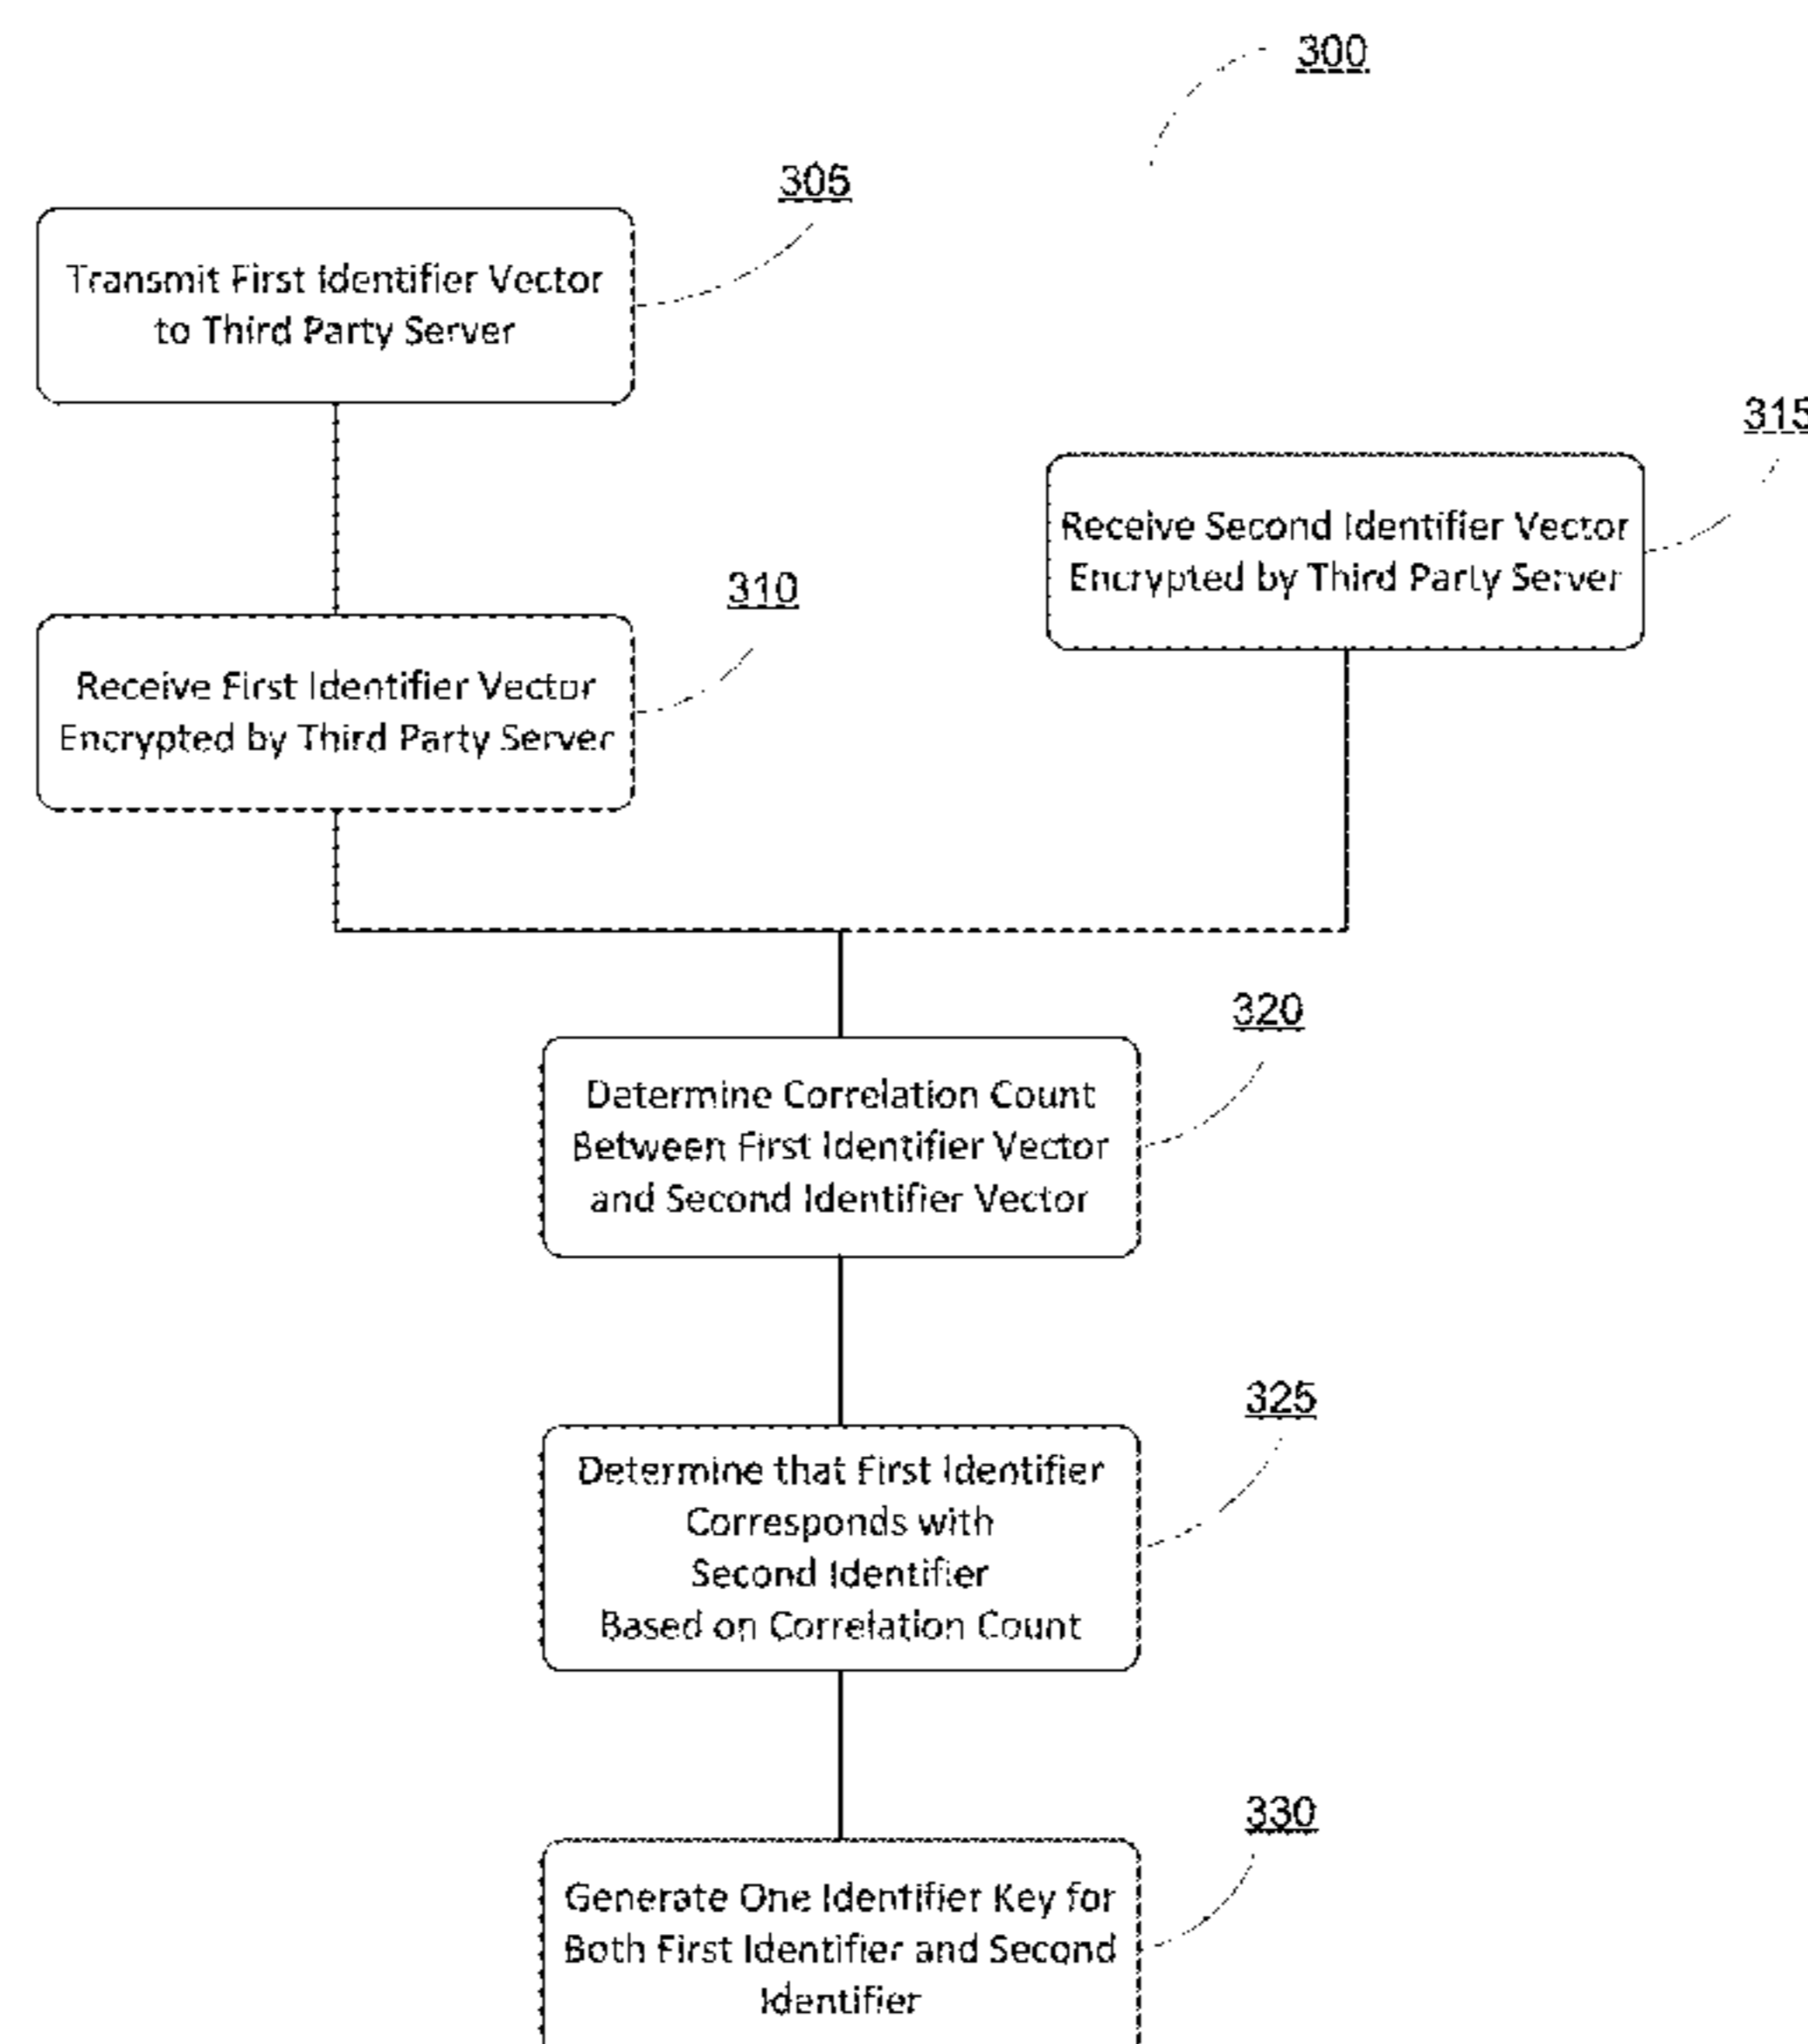 300
305
Transmit First Identifier Vector
to Third Party Server
315
Receive Second Identifier Vector
Encrypted by Third Party Server
310
Receive First Identifier Vector
Encrypted by Third Party Server
320
Determine Correlation Count
Between First Identifier Vector
and Second Identifier Vector
325
Determine that First Identifier
Corresponds with
Second Identifier
Based on Correlation Count
330
Generate One Identifier Key for
Both First Identifier and Second
Identifier